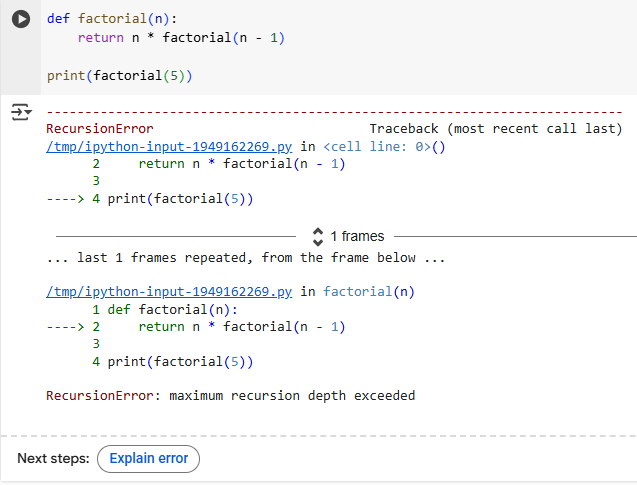 def factorial(n):
    return n * factorial(n - 1)
print(factorial(5))
---------------------------------------------------------------------------
RecursionError                            Traceback (most recent call last)
/tmp/ipython-input-1949162269.py in <cell line: 0>()
      2     return n * factorial(n - 1)
      3
----> 4 print(factorial(5))
1 frames
... last 1 frames repeated, from the frame below ...
/tmp/ipython-input-1949162269.py in factorial(n)
      1 def factorial(n):
----> 2     return n * factorial(n - 1)
      3
      4 print(factorial(5))
RecursionError: maximum recursion depth exceeded
Next steps: Explain error